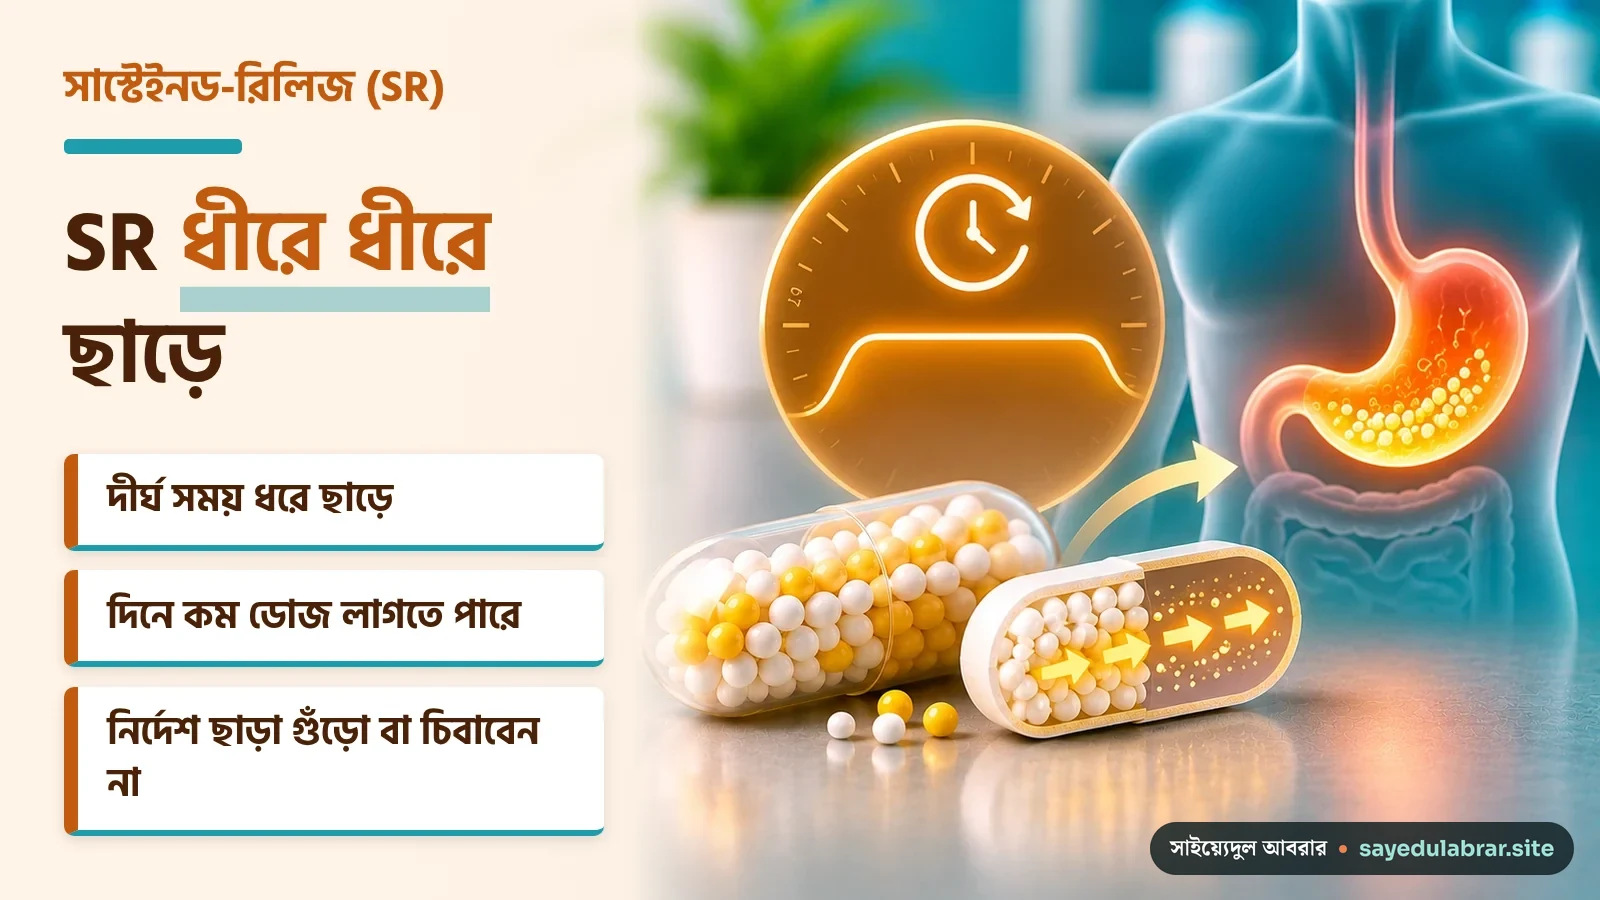 সাস্টেইনড-রিলিজ (SR)
SR ধীরে ধীরে
ছাড়ে
দীর্ঘ সময় ধরে ছাড়ে
দিনে কম ডোজ লাগতে পারে
নির্দেশ ছাড়া গুঁড়ো বা চিবাবেন
না
সাইয়্যেদুল আবরার • sayedulabrar.site